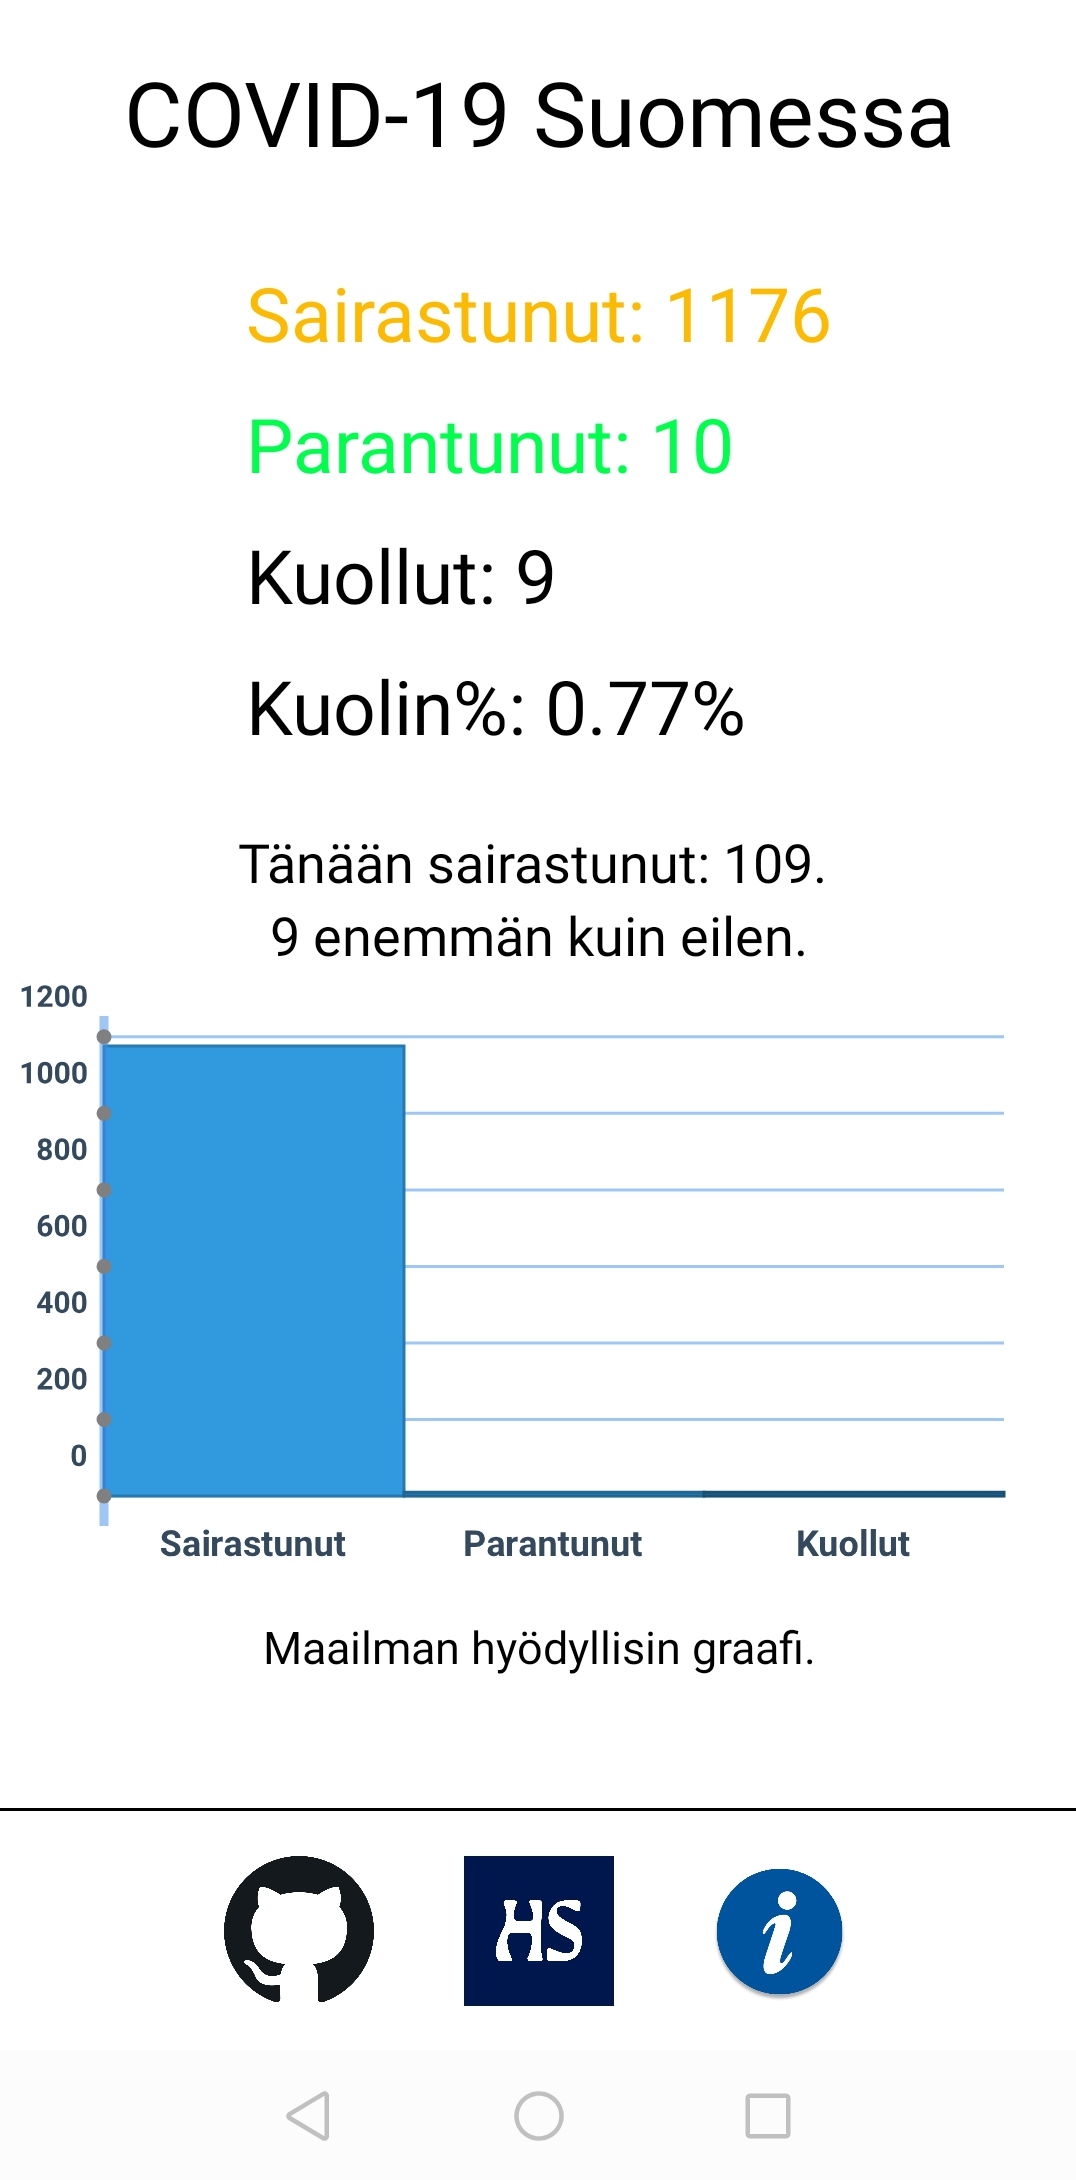 COVID-19 Suomessa
Sairastunut: 1176
Parantunut: 10
Kuollut: 9
Kuolin%: 0.77%
Tänään sairastunut: 109.
9 enemmän kuin eilen.
1200
1000
800
600
400
200
0
Sairastunut Parantunut Kuollut
Maailman hyödyllisin graafi.
HS
i